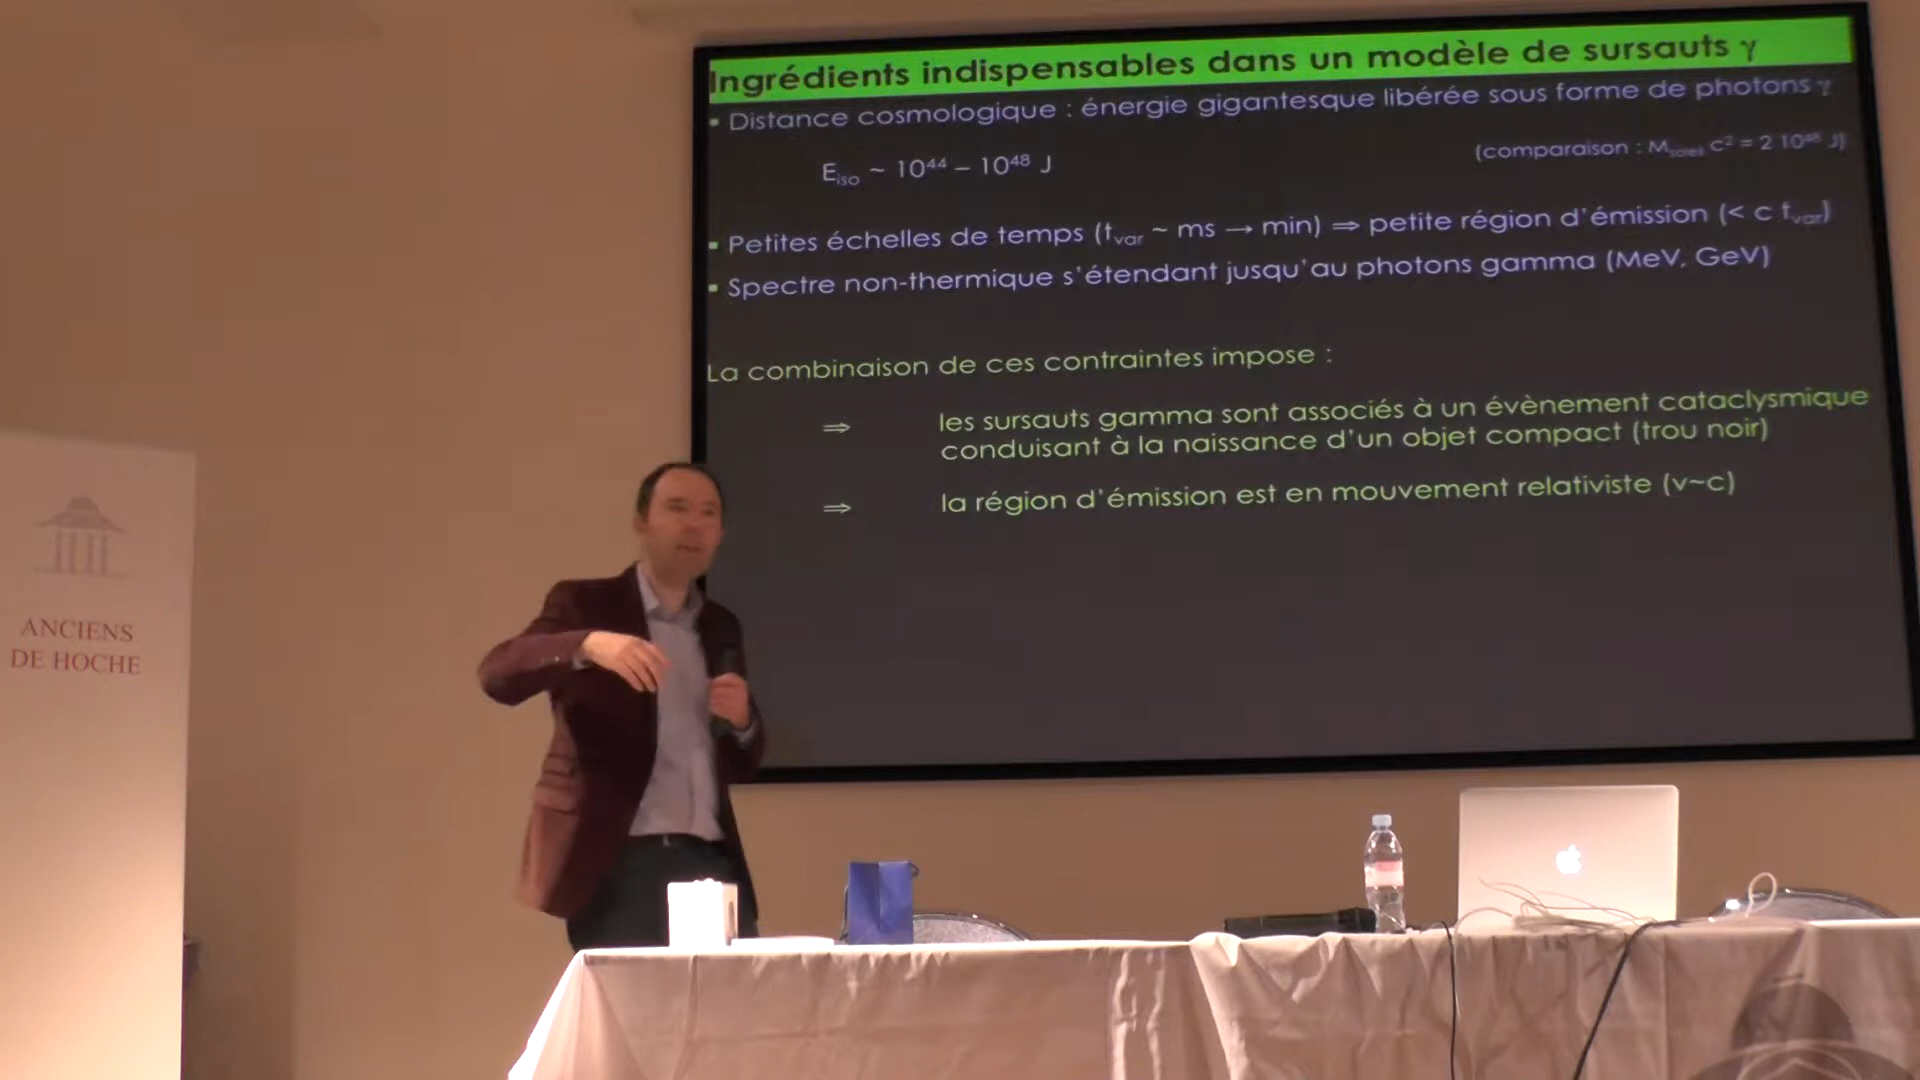 Ingrédients indispensables dans un modèle de sursauts γ
▪ Distance cosmologique : énergie gigantesque libérée sous forme de photons γ
E_iso ~ 10⁴⁴ – 10⁴⁸ J
(comparaison : M_soleil c² = 2 10⁴⁸ J)
▪ Petites échelles de temps (t_var ~ ms → min) ⇒ petite région d'émission (< c t_var)
▪ Spectre non-thermique s'étendant jusqu'au photons gamma (MeV, GeV)
La combinaison de ces contraintes impose :
⇒ les sursauts gamma sont associés à un évènement cataclysmique
conduisant à la naissance d'un objet compact (trou noir)
⇒ la région d'émission est en mouvement relativiste (v~c)
ANCIENS
DE HOCHE